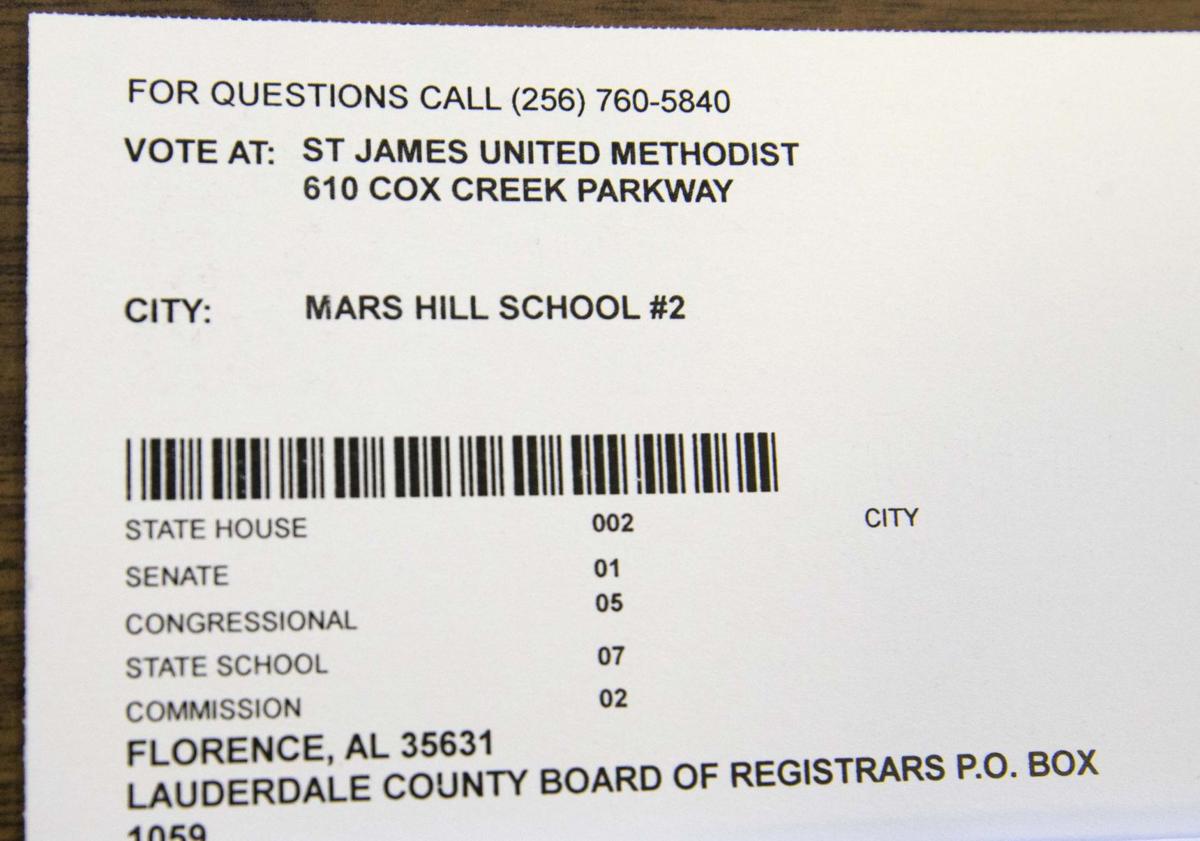 FOR QUESTIONS CALL (256) 760-5840
VOTE AT: ST JAMES UNITED METHODIST
610 COX CREEK PARKWAY
CITY: MARS HILL SCHOOL #2
STATE HOUSE 002 CITY
SENATE 01
CONGRESSIONAL 05
STATE SCHOOL 07
COMMISSION 02
FLORENCE, AL 35631
LAUDERDALE COUNTY BOARD OF REGISTRARS P.O. BOX
1059